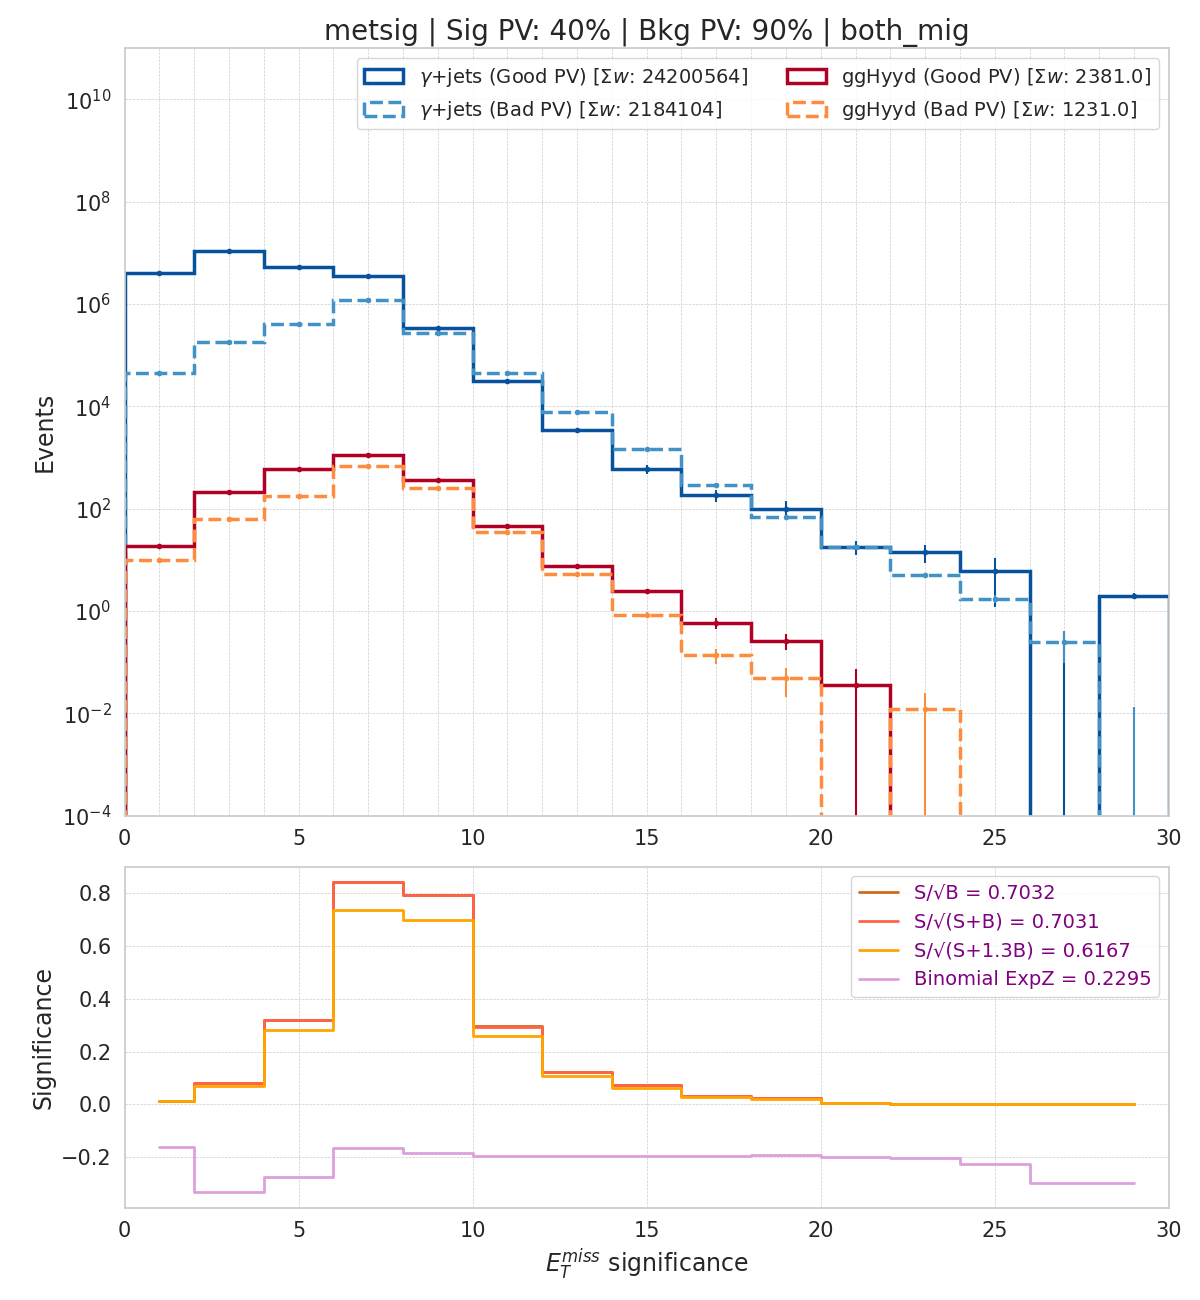 metsig | Sig PV: 40% | Bkg PV: 90% | both_mig
γ+jets (Good PV) [Σw: 24200564]
γ+jets (Bad PV) [Σw: 2184104]
ggHyyd (Good PV) [Σw: 2381.0]
ggHyyd (Bad PV) [Σw: 1231.0]
Events
10^10
10^8
10^6
10^4
10^2
10^0
10^−2
10^−4
0 5 10 15 20 25 30
Significance
0.8
0.6
0.4
0.2
0.0
−0.2
S/√B = 0.7032
S/√(S+B) = 0.7031
S/√(S+1.3B) = 0.6167
Binomial ExpZ = 0.2295
0 5 10 15 20 25 30
E_T^miss significance